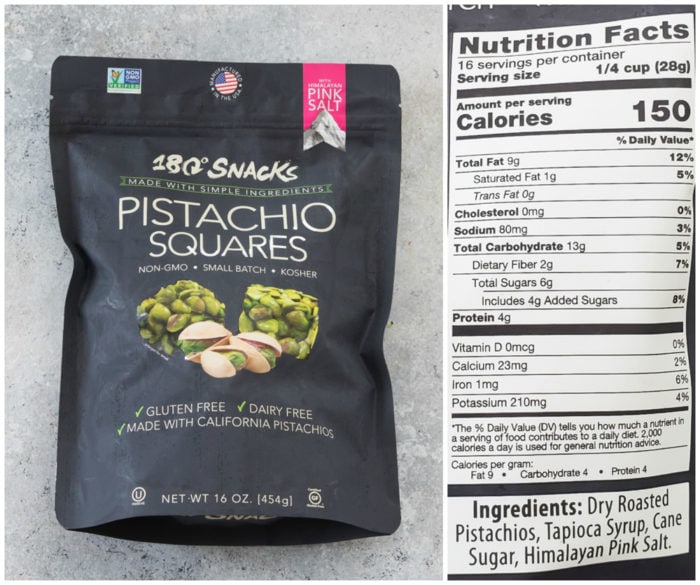 NON
GMO
Project
VERIFIED
MANUFACTURED
IN THE USA
WITH
HIMALAYAN
PINK
SALT
180° SNACKS
MADE WITH SIMPLE INGREDIENTS
PISTACHIO
SQUARES
NON-GMO • SMALL BATCH • KOSHER
✓GLUTEN FREE ✓DAIRY FREE
✓MADE WITH CALIFORNIA PISTACHIOS
U
NET WT 16 OZ. [454g]
GF
Nutrition Facts
16 servings per container
Serving size 1/4 cup (28g)
Amount per serving
Calories 150
% Daily Value*
Total Fat 9g 12%
Saturated Fat 1g 5%
Trans Fat 0g
Cholesterol 0mg 0%
Sodium 80mg 3%
Total Carbohydrate 13g 5%
Dietary Fiber 2g 7%
Total Sugars 6g
Includes 4g Added Sugars 8%
Protein 4g
Vitamin D 0mcg 0%
Calcium 23mg 2%
Iron 1mg 6%
Potassium 210mg 4%
*The % Daily Value (DV) tells you how much a nutrient in
a serving of food contributes to a daily diet. 2,000
calories a day is used for general nutrition advice.
Calories per gram:
Fat 9 • Carbohydrate 4 • Protein 4
Ingredients: Dry Roasted
Pistachios, Tapioca Syrup, Cane
Sugar, Himalayan Pink Salt.